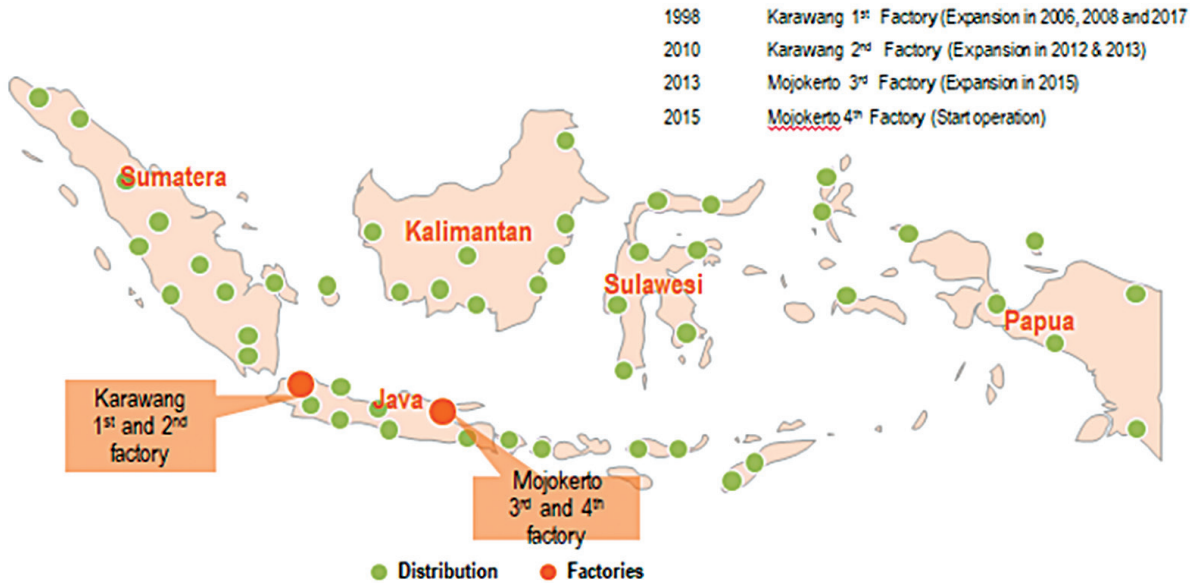 1998 Karawang 1st Factory (Expansion in 2006, 2008 and 2017
2010 Karawang 2nd Factory (Expansion in 2012 & 2013)
2013 Mojokerto 3rd Factory (Expansion in 2015)
2015 Mojokerto 4th Factory (Start operation)
Sumatera
Kalimantan
Sulawesi
Papua
Java
Karawang
1st and 2nd
factory
Mojokerto
3rd and 4th
factory
Distribution
Factories